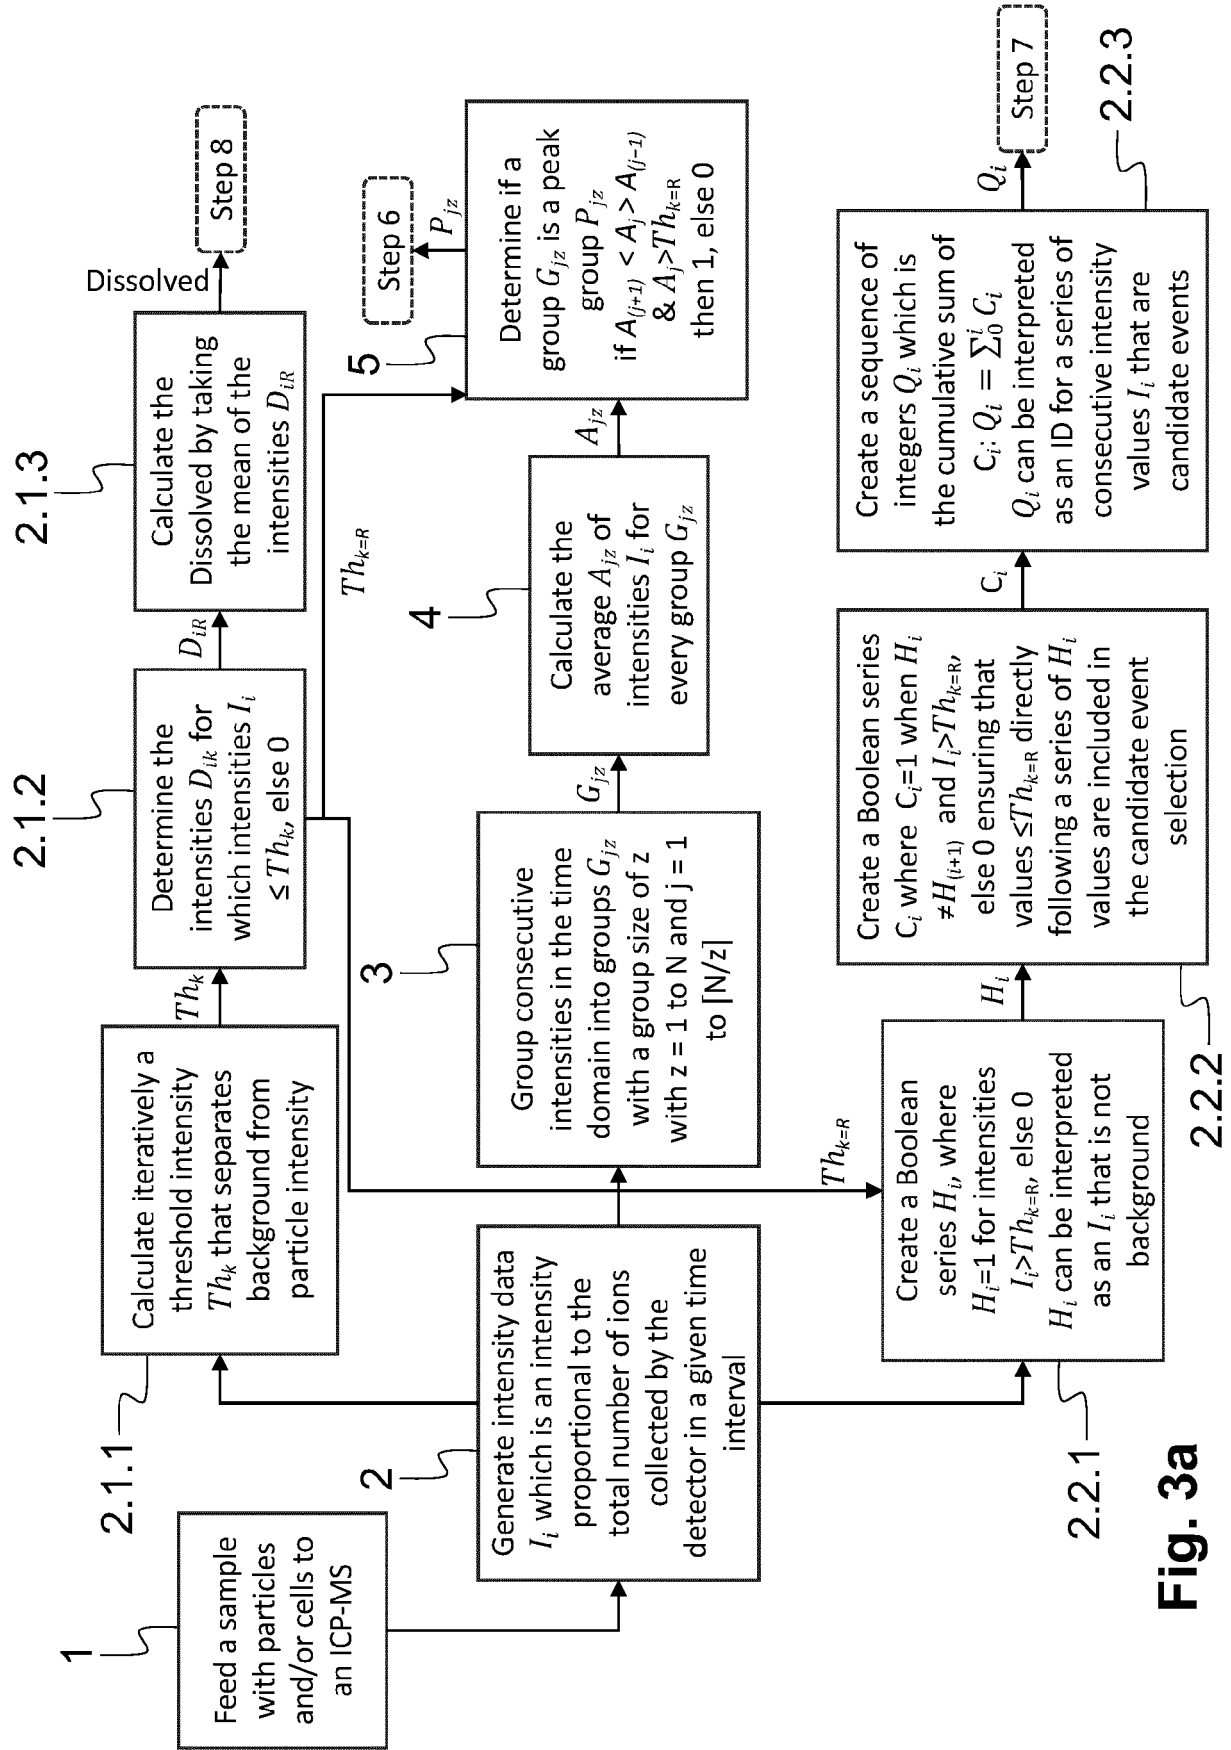 1
Feed a sample
with particles
and/or cells to
an ICP-MS
2
Generate intensity data
I_i which is an intensity
proportional to the
total number of ions
collected by the
detector in a given time
interval
2.1.1
Calculate iteratively a
threshold intensity
Th_k that separates
background from
particle intensity
Th_k
2.1.2
Determine the
intensities D_ik for
which intensities I_i
≤Th_k, else 0
D_iR
2.1.3
Calculate the
Dissolved by taking
the mean of the
intensities D_iR
Dissolved
Step 8
Th_k=R
3
Group consecutive
intensities in the time
domain into groups G_jz
with a group size of z
with z = 1 to N and j = 1
to ⌈N/z⌉
G_jz
4
Calculate the
average A_jz of
intensities I_i for
every group G_jz
A_jz
5
Determine if a
group G_jz is a peak
group P_jz
if A_(j+1) < A_j > A_(j−1)
& A_j>Th_k=R
then 1, else 0
P_jz
Step 6
Th_k=R
2.2.1
Create a Boolean
series H_i, where
H_i=1 for intensities
I_i>Th_k=R, else 0
H_i can be interpreted
as an I_i that is not
background
H_i
2.2.2
Create a Boolean series
C_i where C_i=1 when H_i
≠H_(i+1) and I_i>Th_k=R,
else 0 ensuring that
values ≤Th_k=R directly
following a series of H_i
values are included in
the candidate event
selection
C_i
2.2.3
Create a sequence of
integers Q_i which is
the cumulative sum of
C_i: Q_i = ∑_0^i C_i
Q_i can be interpreted
as an ID for a series of
consecutive intensity
values I_i that are
candidate events
Q_i
Step 7
Fig. 3a